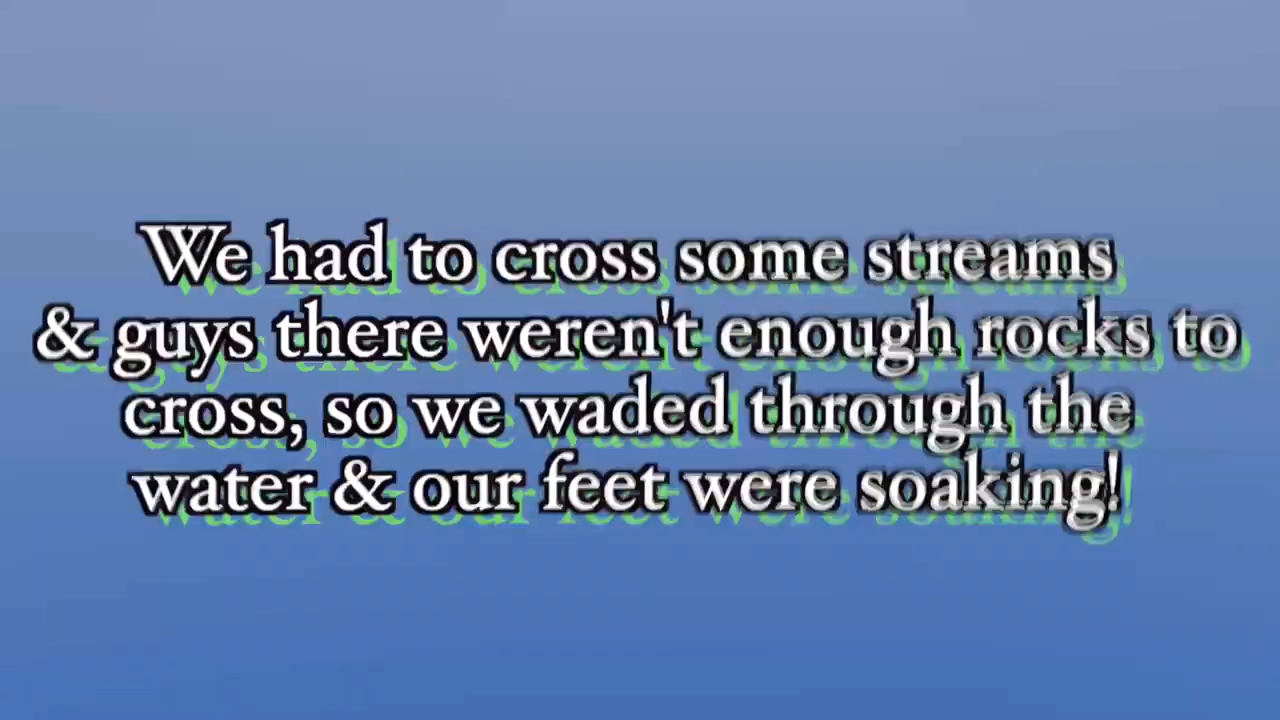 We had to cross some streams
& guys there weren't enough rocks to
cross, so we waded through the
water & our feet were soaking!